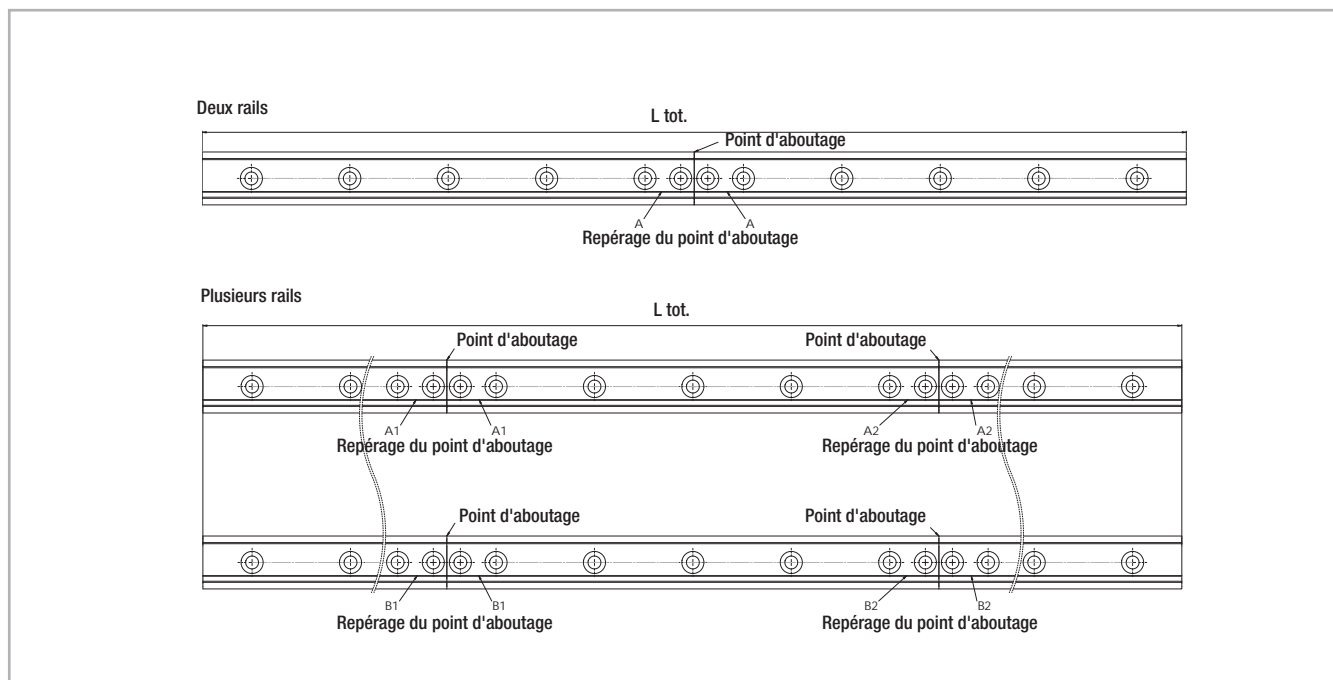 Deux rails
L tot.
Point d'aboutage
A A
Repérage du point d'aboutage
Plusieurs rails
L tot.
Point d'aboutage Point d'aboutage
A1 A1 A2 A2
Repérage du point d'aboutage Repérage du point d'aboutage
Point d'aboutage Point d'aboutage
B1 B1 B2 B2
Repérage du point d'aboutage Repérage du point d'aboutage